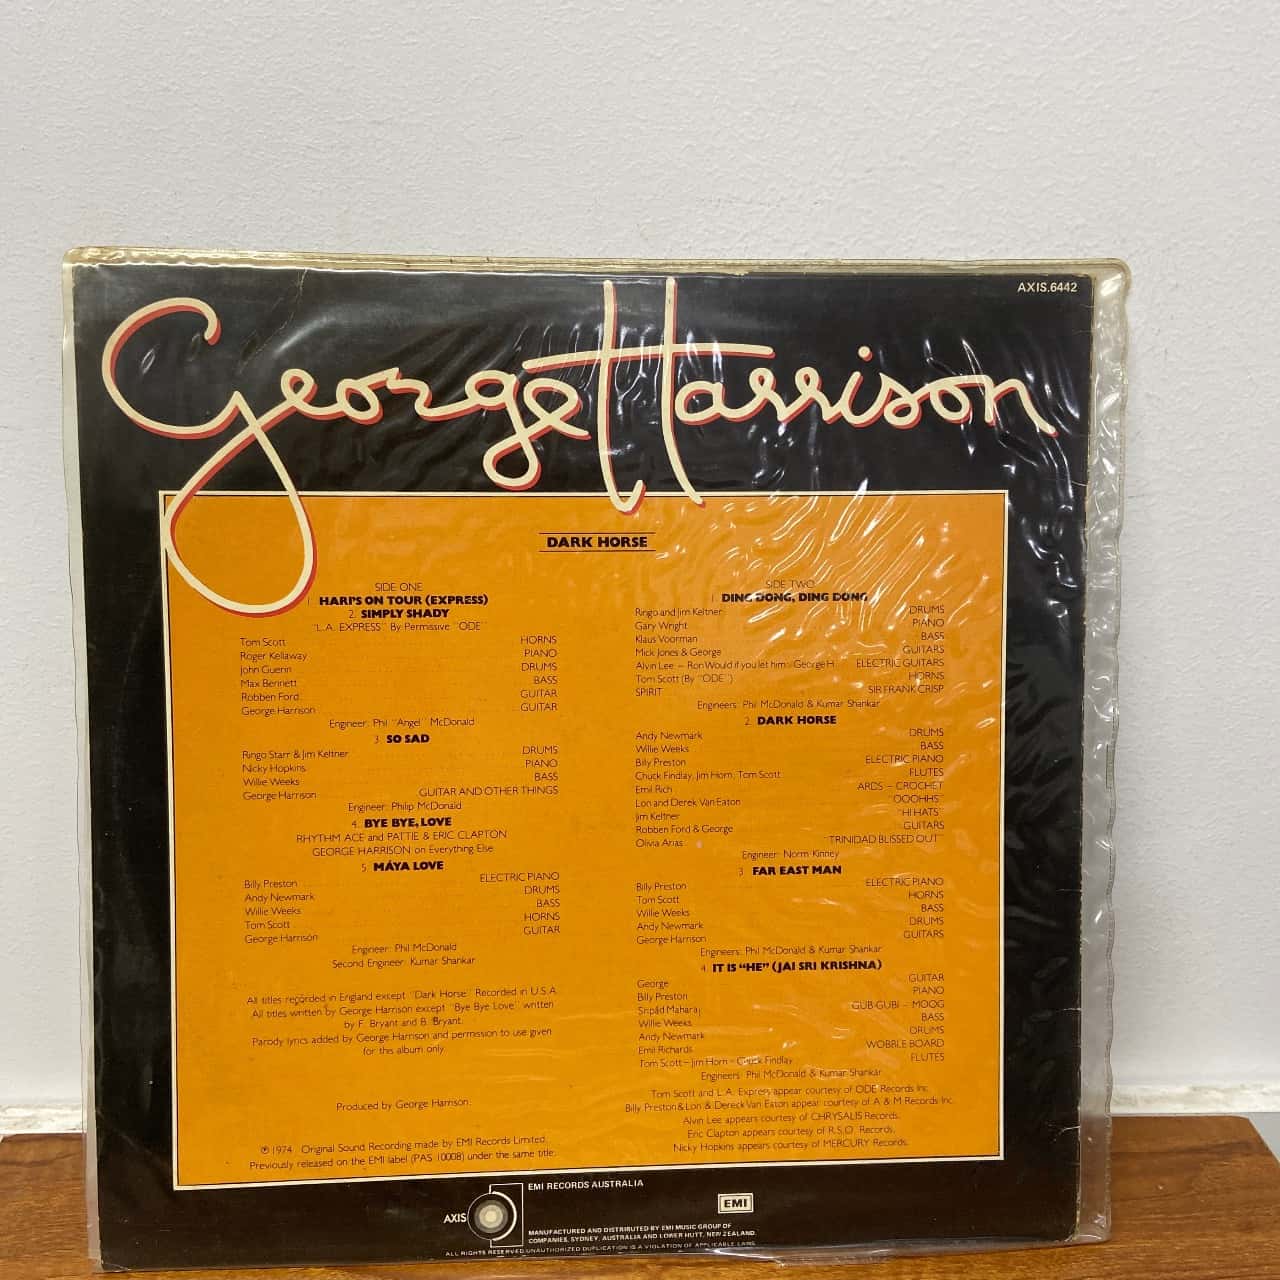 AXIS.6442
George Harrison
DARK HORSE
SIDE ONE
1. HARI'S ON TOUR (EXPRESS)
2. SIMPLY SHADY
"L.A. EXPRESS" By Permissive "ODE"
Tom Scott HORNS
Roger Kellaway PIANO
John Guerin DRUMS
Max Bennett BASS
Robben Ford GUITAR
George Harrison GUITAR
Engineer: Phil "Angel" McDonald
3. SO SAD
Ringo Starr & Jim Keltner DRUMS
Nicky Hopkins PIANO
Willie Weeks BASS
George Harrison GUITAR AND OTHER THINGS
Engineer: Philip McDonald
4. BYE BYE, LOVE
RHYTHM ACE and PATTIE & ERIC CLAPTON
GEORGE HARRISON on Everything Else
5. MÁYA LOVE
Billy Preston ELECTRIC PIANO
Andy Newmark DRUMS
Willie Weeks BASS
Tom Scott HORNS
George Harrison GUITAR
Engineer: Phil McDonald
Second Engineer: Kumar Shankar
All titles recorded in England except "Dark Horse" Recorded in U.S.A.
All titles written by George Harrison except "Bye Bye Love" written
by F. Bryant and B. Bryant.
Parody lyrics added by George Harrison and permission to use given
for this album only.
Produced by George Harrison.
℗ 1974 Original Sound Recording made by EMI Records Limited.
Previously released on the EMI label (PAS 10008) under the same title.
SIDE TWO
1. DING DONG, DING DONG
Ringo and Jim Keltner DRUMS
Gary Wright PIANO
Klaus Voorman BASS
Mick Jones & George GUITARS
Alvin Lee – Ron Would if you let him: George H ELECTRIC GUITARS
Tom Scott (By "ODE") HORNS
SPIRIT SIR FRANK CRISP
Engineers: Phil McDonald & Kumar Shankar
2. DARK HORSE
Andy Newmark DRUMS
Willie Weeks BASS
Billy Preston ELECTRIC PIANO
Chuck Findlay, Jim Horn, Tom Scott FLUTES
Emil Rich ARDS – CROCHET
Lon and Derek Van Eaton "OOOHHS"
Jim Keltner "HI HATS"
Robben Ford & George GUITARS
Olivia Arias "TRINIDAD BLISSED OUT"
Engineer: Norm Kinney
3. FAR EAST MAN
Billy Preston ELECTRIC PIANO
Tom Scott HORNS
Willie Weeks BASS
Andy Newmark DRUMS
George Harrison GUITARS
Engineers: Phil McDonald & Kumar Shankar
4. IT IS "HE" (JAI SRI KRISHNA)
George GUITAR
Billy Preston PIANO
Sripad Maharaj GUB-GUBI – MOOG
Willie Weeks BASS
Andy Newmark DRUMS
Emil Richards WOBBLE BOARD
Tom Scott – Jim Horn – Chuck Findlay FLUTES
Engineers: Phil McDonald & Kumar Shankar
Tom Scott and L.A. Express appear courtesy of ODE Records Inc.
Billy Preston & Lon & Dereck Van Eaton appear courtesy of A & M Records Inc.
Alvin Lee appears courtesy of CHRYSALIS Records.
Eric Clapton appears courtesy of R.S.O. Records.
Nicky Hopkins appears courtesy of MERCURY Records.
EMI RECORDS AUSTRALIA
AXIS
EMI
MANUFACTURED AND DISTRIBUTED BY EMI MUSIC GROUP OF
COMPANIES, SYDNEY, AUSTRALIA AND LOWER HUTT, NEW ZEALAND.
ALL RIGHTS RESERVED UNAUTHORIZED DUPLICATION IS A VIOLATION OF APPLICABLE LAWS.